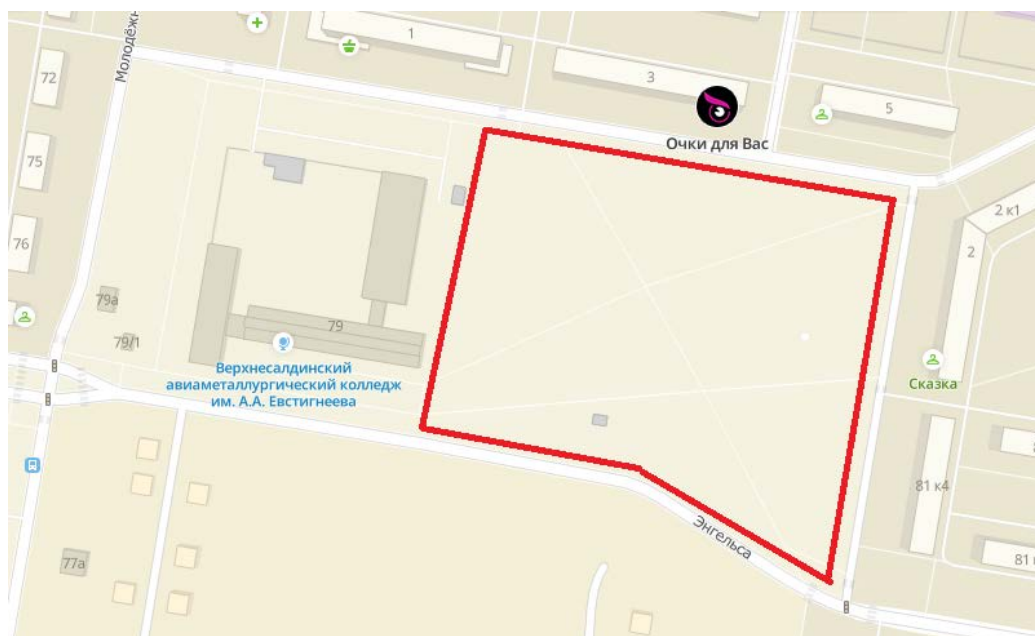 1
Молодёжн
72
3
5
Очки для Вас
75
2 к1
76
2
79а
79
79/1
Верхнесалдинский
авиаметаллургический колледж
им. А.А. Евстигнеева
Сказка
81 к4
Энгельса
77а
81